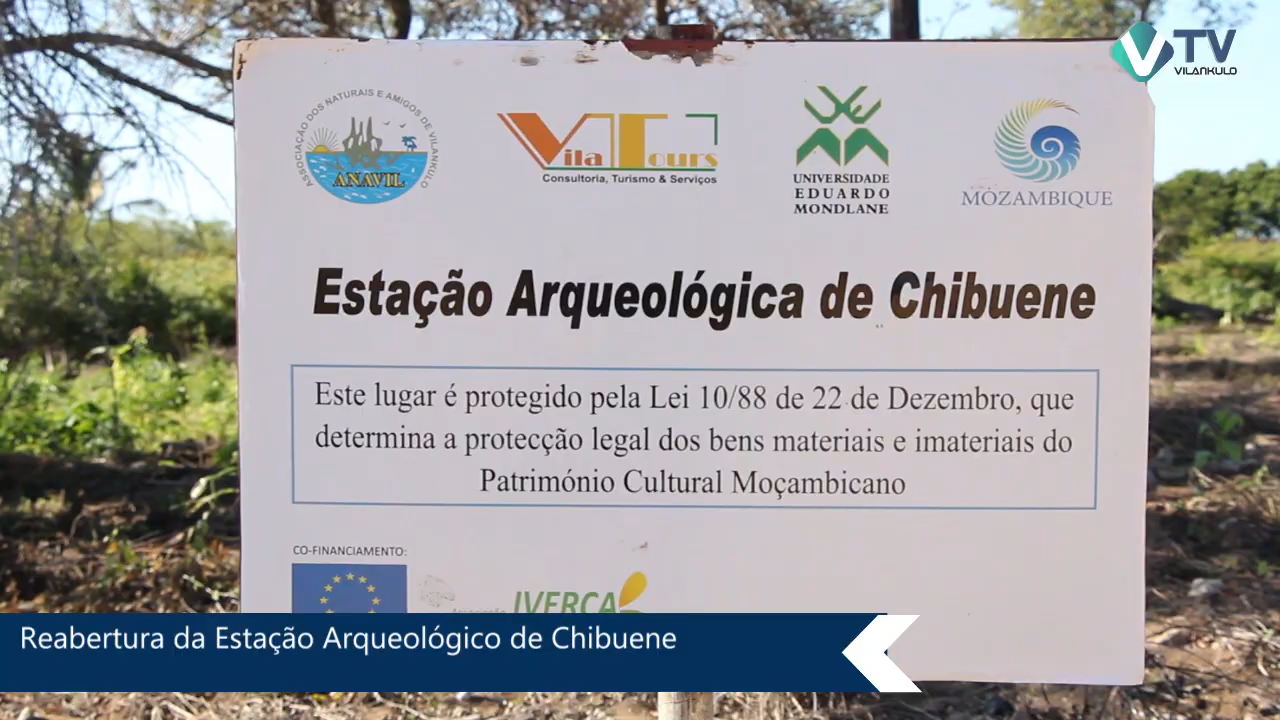 TV
VILANKULO
ASSOCIAÇÃO DOS NATURAIS E AMIGOS DE VILANKULO
ANAVIL
Vila Tours
Consultoria, Turismo & Serviços
UNIVERSIDADE
EDUARDO
MONDLANE
MOZAMBIQUE
Estação Arqueológica de Chibuene
Este lugar é protegido pela Lei 10/88 de 22 de Dezembro, que
determina a protecção legal dos bens materiais e imateriais do
Património Cultural Moçambicano
CO-FINANCIAMENTO:
IVERCA
Reabertura da Estação Arqueológico de Chibuene